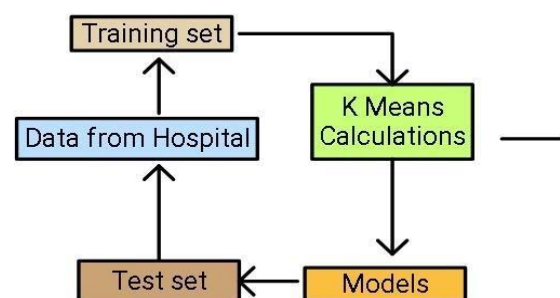 Training set
K Means
Calculations
Data from Hospital
Test set
Models